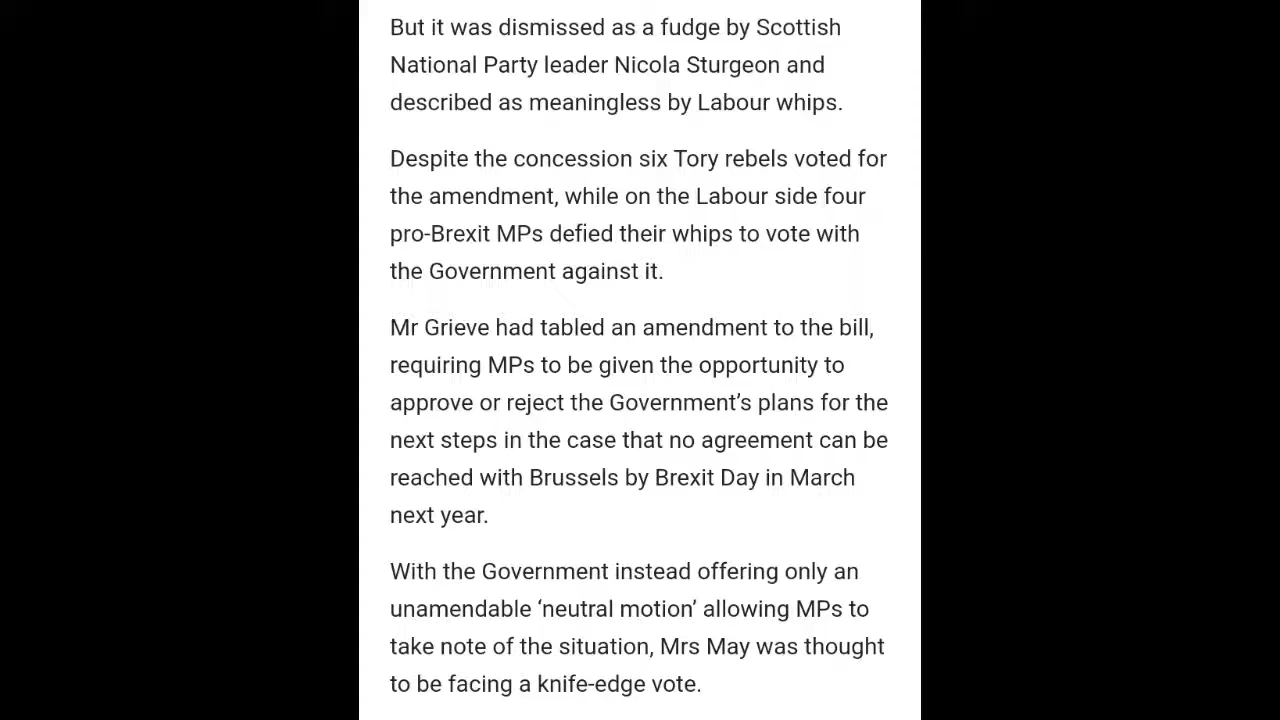 But it was dismissed as a fudge by Scottish
National Party leader Nicola Sturgeon and
described as meaningless by Labour whips.
Despite the concession six Tory rebels voted for
the amendment, while on the Labour side four
pro-Brexit MPs defied their whips to vote with
the Government against it.
Mr Grieve had tabled an amendment to the bill,
requiring MPs to be given the opportunity to
approve or reject the Government’s plans for the
next steps in the case that no agreement can be
reached with Brussels by Brexit Day in March
next year.
With the Government instead offering only an
unamendable ‘neutral motion’ allowing MPs to
take note of the situation, Mrs May was thought
to be facing a knife-edge vote.